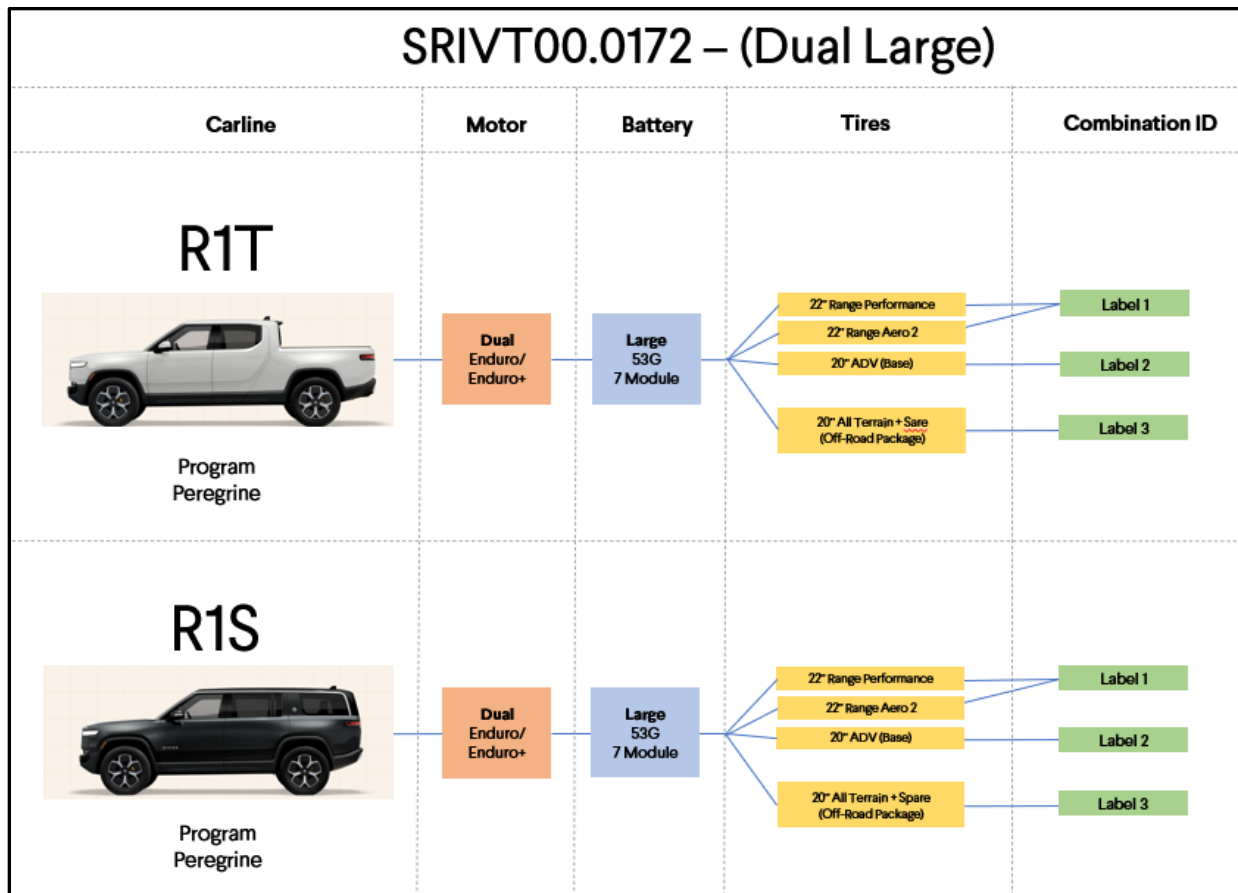 SRIVT00.0172 – (Dual Large)
Carline
Motor
Battery
Tires
Combination ID
R1T
Program
Peregrine
Dual
Enduro/
Enduro+
Large
53G
7 Module
22" Range Performance
22" Range Aero 2
20" ADV (Base)
20" All Terrain + Sare
(Off-Road Package)
Label 1
Label 2
Label 3
R1S
Program
Peregrine
Dual
Enduro/
Enduro+
Large
53G
7 Module
22" Range Performance
22" Range Aero 2
20" ADV (Base)
20" All Terrain + Spare
(Off-Road Package)
Label 1
Label 2
Label 3